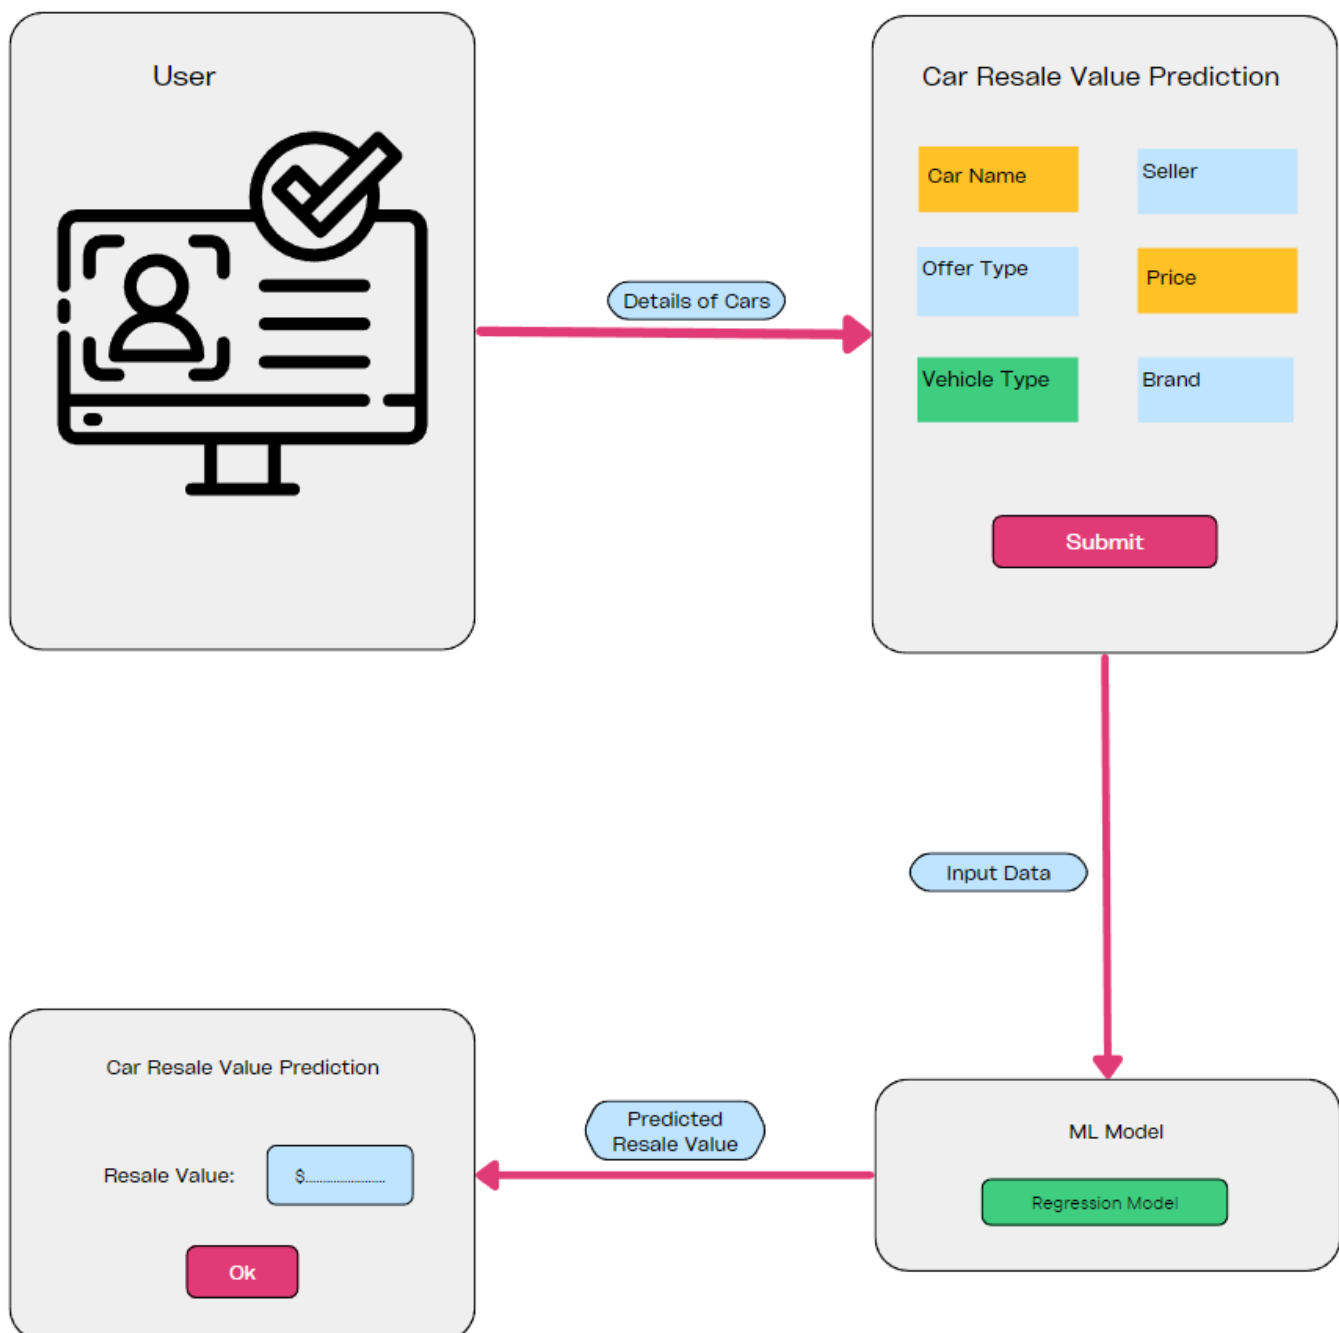 User
Car Resale Value Prediction
Car Name
Seller
Offer Type
Price
Details of Cars
Vehicle Type
Brand
Submit
Input Data
Car Resale Value Prediction
Predicted
Resale Value
ML Model
Resale Value:
$........................
Regression Model
Ok